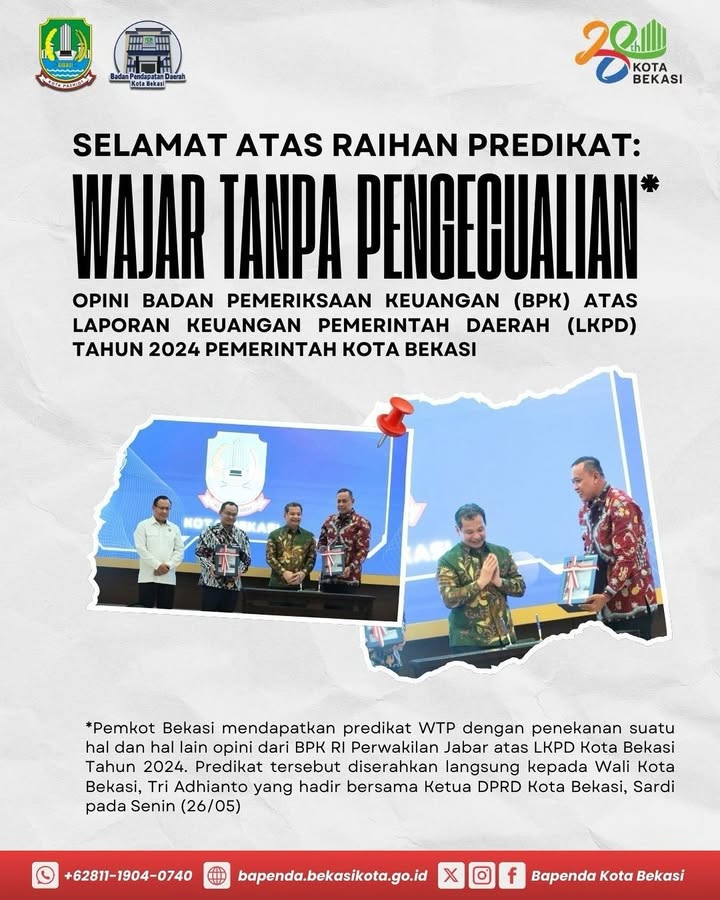 Badan Pendapatan Daerah
Kota Bekasi
28th
KOTA
BEKASI
SELAMAT ATAS RAIHAN PREDIKAT:
WAJAR TANPA PENGECUALIAN*
OPINI BADAN PEMERIKSAAN KEUANGAN (BPK) ATAS
LAPORAN KEUANGAN PEMERINTAH DAERAH (LKPD)
TAHUN 2024 PEMERINTAH KOTA BEKASI
*Pemkot Bekasi mendapatkan predikat WTP dengan penekanan suatu
hal dan hal lain opini dari BPK RI Perwakilan Jabar atas LKPD Kota Bekasi
Tahun 2024. Predikat tersebut diserahkan langsung kepada Wali Kota
Bekasi, Tri Adhianto yang hadir bersama Ketua DPRD Kota Bekasi, Sardi
pada Senin (26/05)
+62811-1904-0740 bapenda.bekasikota.go.id Bapenda Kota Bekasi